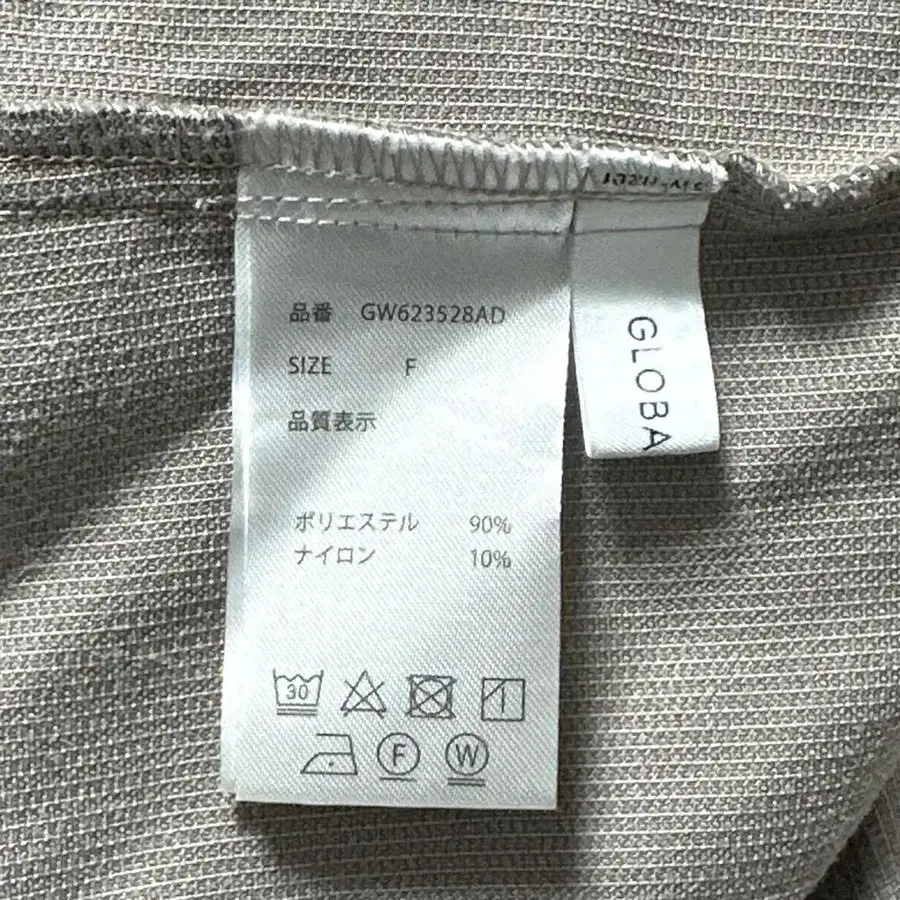 品番 GW623528AD
SIZE F
品質表示
ポリエステル 90%
ナイロン 10%
30
F W
GLOBA